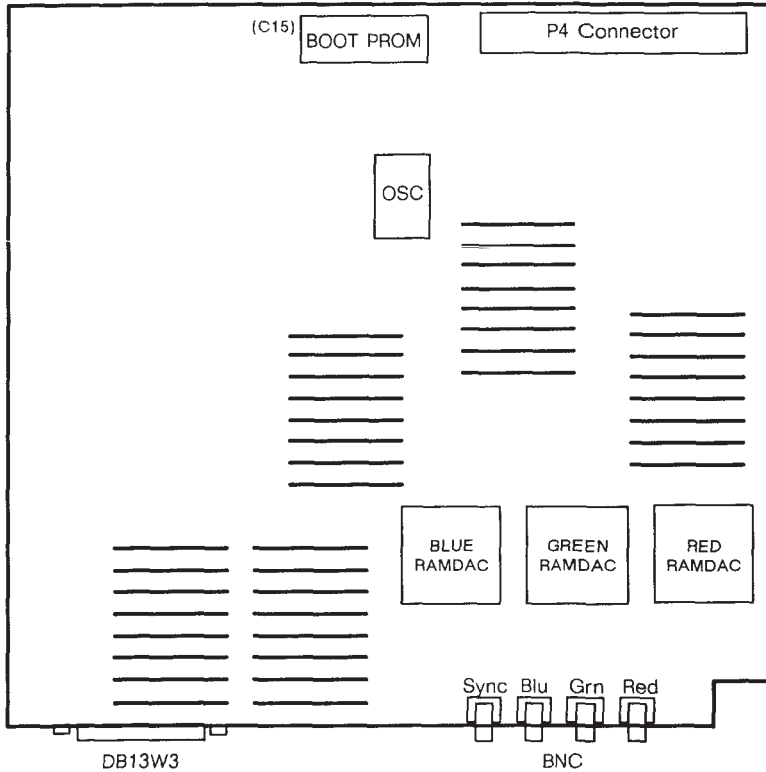 (C15)
BOOT PROM
P4 Connector
OSC
BLUE
RAMDAC
GREEN
RAMDAC
RED
RAMDAC
Sync Blu Grn Red
DB13W3
BNC